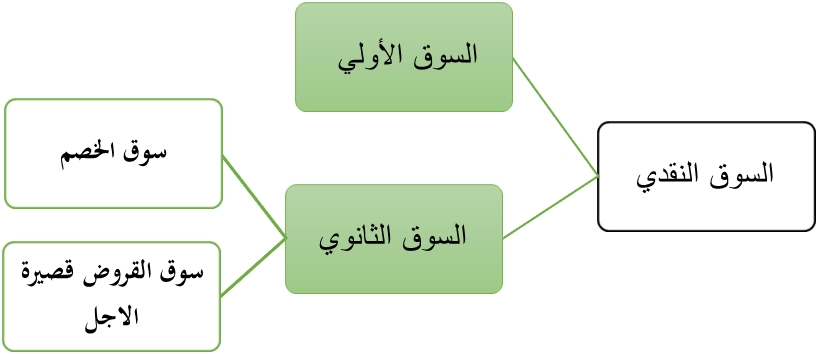 السوق الأولي
السوق النقدي
سوق الخصم
السوق الثانوي
سوق القروض قصيرة
الاجل